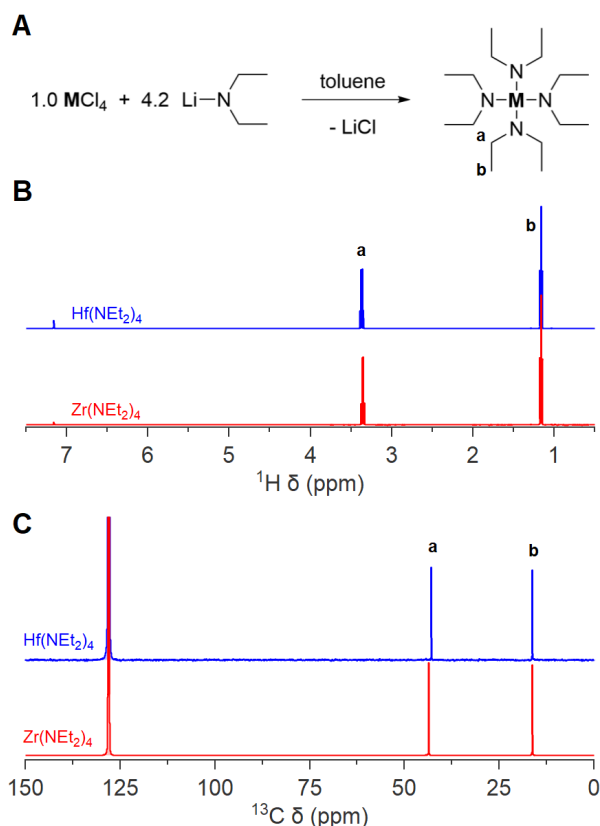 A
1.0 MCl₄ + 4.2 Li N
toluene
- LiCl
N
N M N
N
a
b
B
a
b
Hf(NEt₂)₄
Zr(NEt₂)₄
7 6 5 4 3 2 1
¹H δ (ppm)
C
a
b
Hf(NEt₂)₄
Zr(NEt₂)₄
150 125 100 75 50 25 0
¹³C δ (ppm)